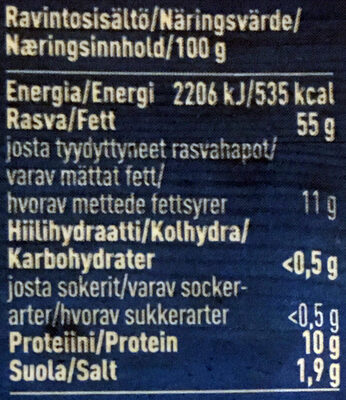 Ravintosisältö/Näringsvärde/
Næringsinnhold/100 g
Energia/Energi 2206 kJ/535 kcal
Rasva/Fett 55 g
josta tyydyttyneet rasvahapot/
varav mättat fett/
hvorav mettede fettsyrer 11 g
Hiilihydraatti/Kolhydra/
Karbohydrater <0,5 g
josta sokerit/varav socker-
arter/hvorav sukkerarter <0,5 g
Proteiini/Protein 10 g
Suola/Salt 1,9 g